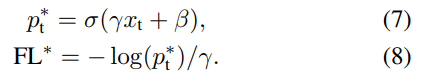 p*_t = σ(γx_t + β), (7)
FL* = − log(p*_t)/γ. (8)